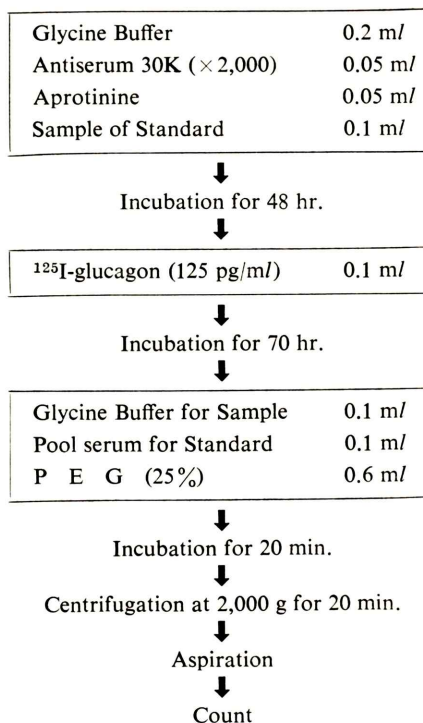 Glycine Buffer 0.2 ml
Antiserum 30K (×2,000) 0.05 ml
Aprotinine 0.05 ml
Sample of Standard 0.1 ml
Incubation for 48 hr.
¹²⁵I-glucagon (125 pg/ml) 0.1 ml
Incubation for 70 hr.
Glycine Buffer for Sample 0.1 ml
Pool serum for Standard 0.1 ml
P E G (25%) 0.6 ml
Incubation for 20 min.
Centrifugation at 2,000 g for 20 min.
Aspiration
Count